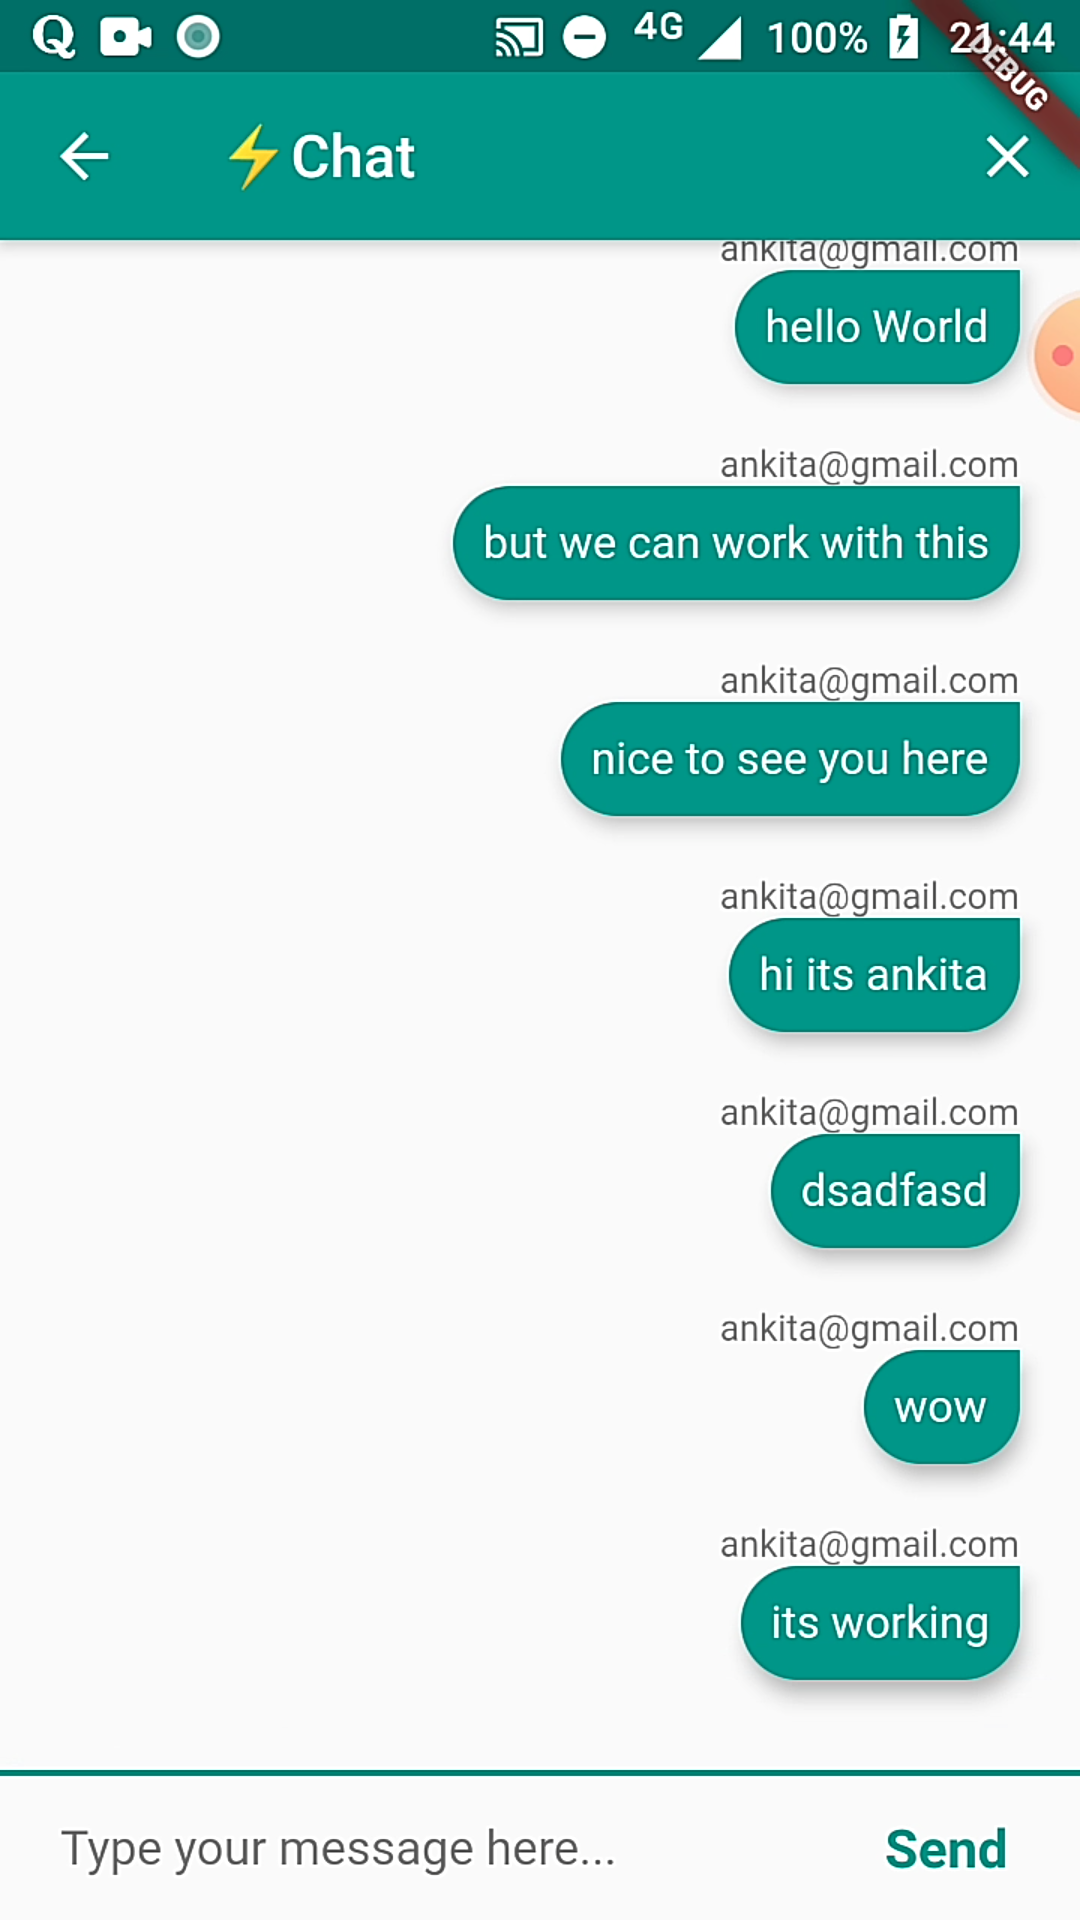 Q 4G 100% 21:44
DEBUG
⚡Chat
ankita@gmail.com
hello World
ankita@gmail.com
but we can work with this
ankita@gmail.com
nice to see you here
ankita@gmail.com
hi its ankita
ankita@gmail.com
dsadfasd
ankita@gmail.com
wow
ankita@gmail.com
its working
Type your message here...
Send